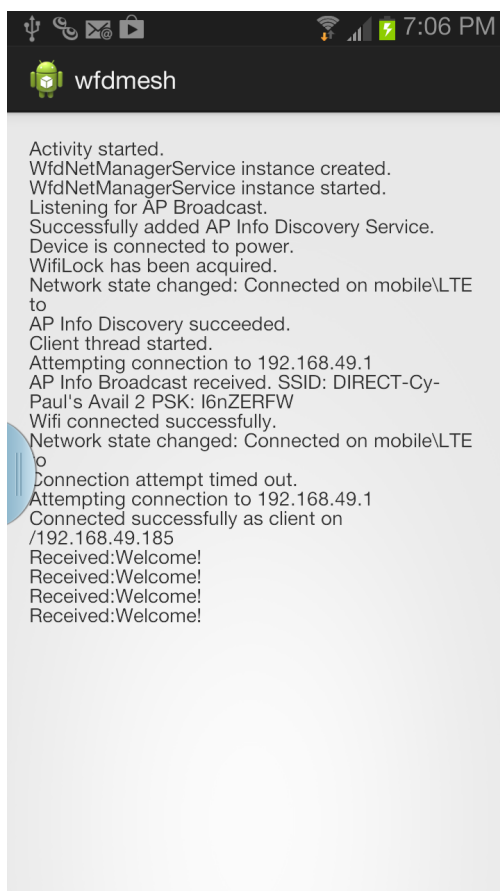 7:06 PM
wfdmesh
Activity started.
WfdNetManagerService instance created.
WfdNetManagerService instance started.
Listening for AP Broadcast.
Successfully added AP Info Discovery Service.
Device is connected to power.
WifiLock has been acquired.
Network state changed: Connected on mobile\LTE
to
AP Info Discovery succeeded.
Client thread started.
Attempting connection to 192.168.49.1
AP Info Broadcast received. SSID: DIRECT-Cy-
Paul's Avail 2 PSK: I6nZERFW
Wifi connected successfully.
Network state changed: Connected on mobile\LTE
to
Connection attempt timed out.
Attempting connection to 192.168.49.1
Connected successfully as client on
/192.168.49.185
Received:Welcome!
Received:Welcome!
Received:Welcome!
Received:Welcome!